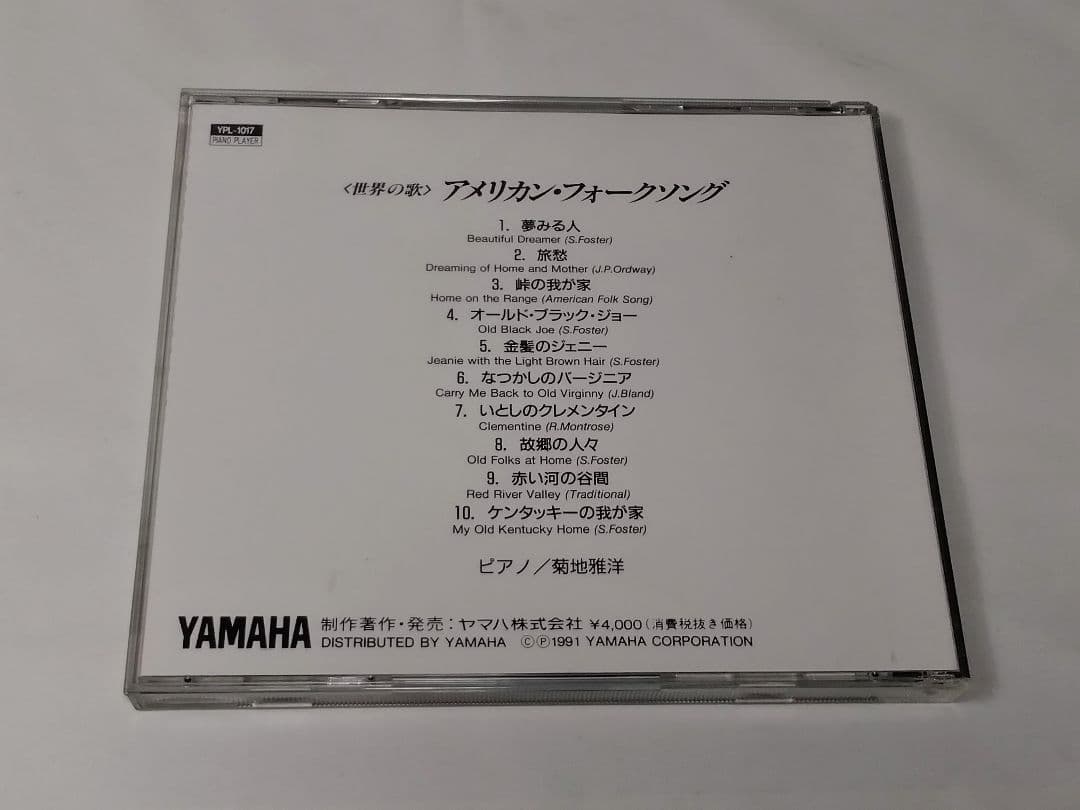 YPL-1017
PIANO PLAYER
〈世界の歌〉 アメリカン・フォークソング
1. 夢みる人
Beautiful Dreamer (S.Foster)
2. 旅愁
Dreaming of Home and Mother (J.P.Ordway)
3. 峠の我が家
Home on the Range (American Folk Song)
4. オールド・ブラック・ジョー
Old Black Joe (S.Foster)
5. 金髪のジェニー
Jeanie with the Light Brown Hair (S.Foster)
6. なつかしのバージニア
Carry Me Back to Old Virginny (J.Bland)
7. いとしのクレメンタイン
Clementine (R.Montrose)
8. 故郷の人々
Old Folks at Home (S.Foster)
9. 赤い河の谷間
Red River Valley (Traditional)
10. ケンタッキーの我が家
My Old Kentucky Home (S.Foster)
ピアノ／菊地雅洋
YAMAHA 制作著作・発売：ヤマハ株式会社 ¥4,000（消費税抜き価格）
DISTRIBUTED BY YAMAHA ⒸⓅ1991 YAMAHA CORPORATION